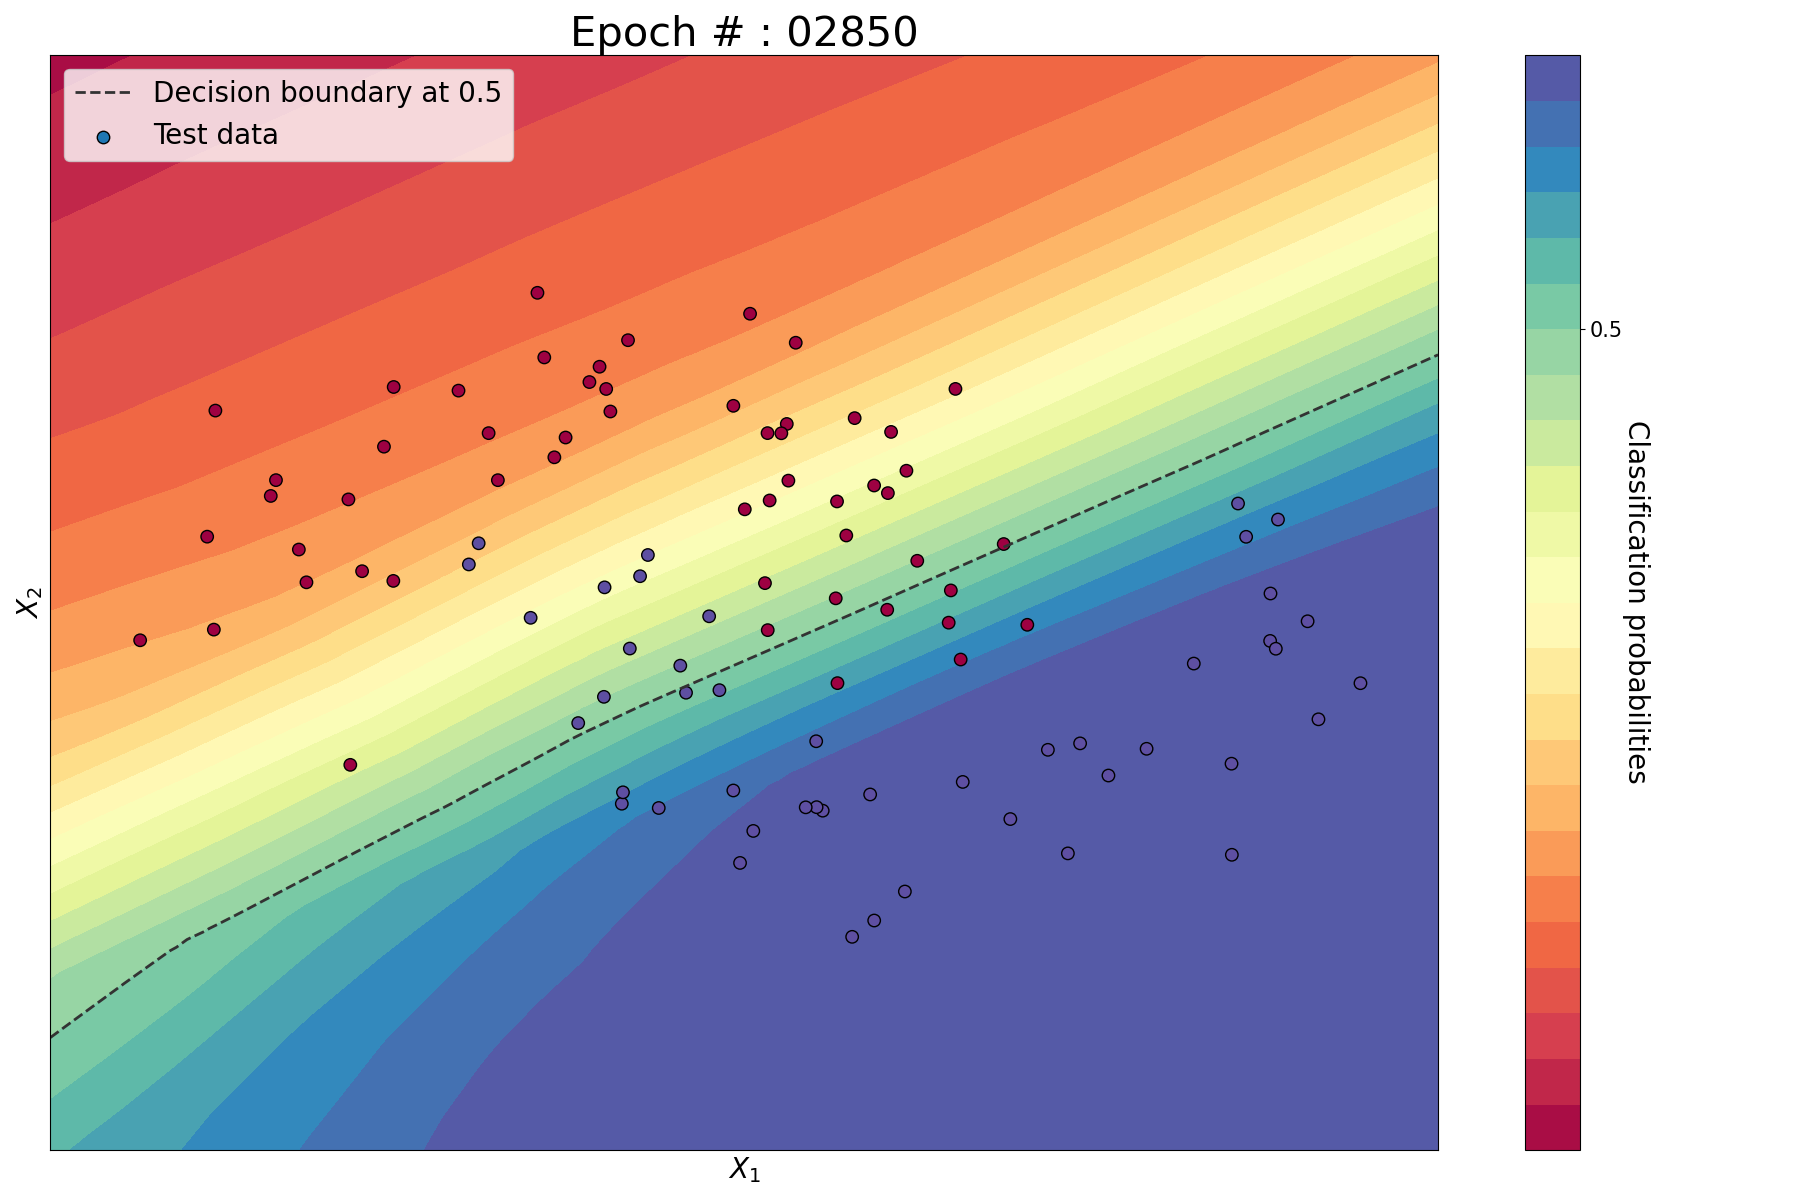 Epoch # : 02850
Decision boundary at 0.5
Test data
0.5
Classification probabilities
X₂
X₁